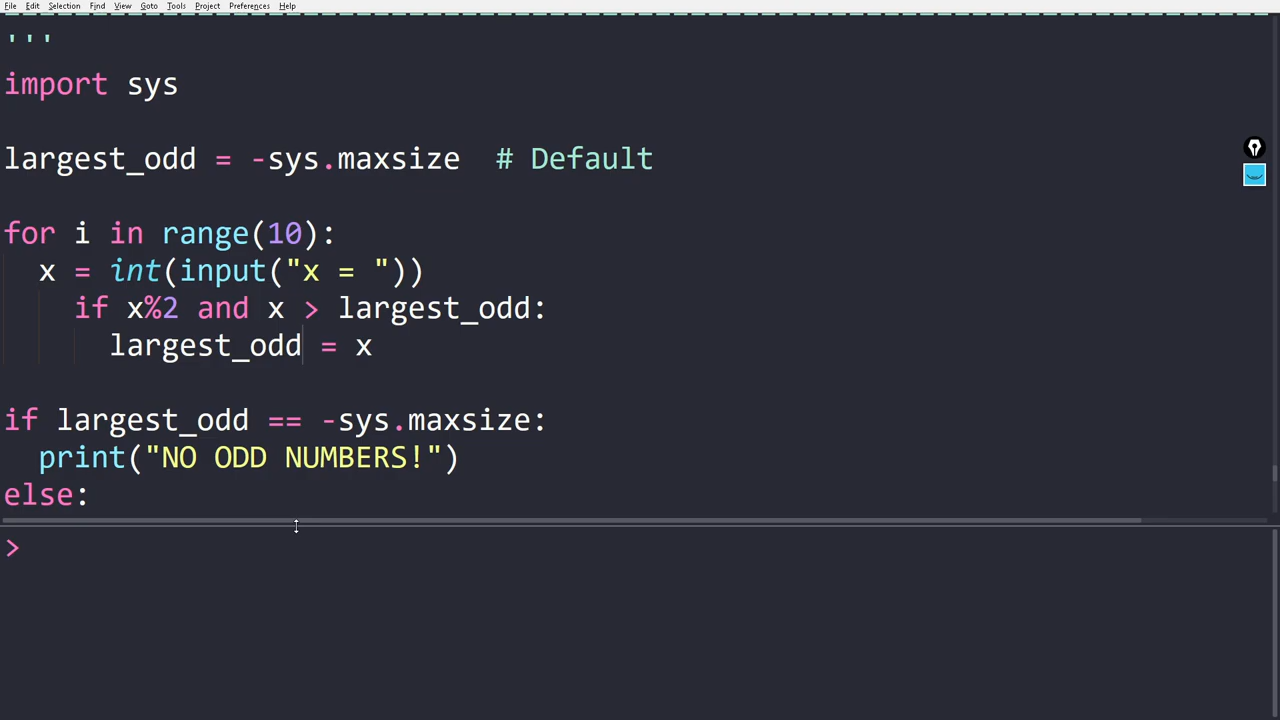 File Edit Selection Find View Goto Tools Project Preferences Help
'''
import sys
largest_odd = -sys.maxsize  # Default
for i in range(10):
  x = int(input("x = "))
    if x%2 and x > largest_odd:
      largest_odd = x
if largest_odd == -sys.maxsize:
  print("NO ODD NUMBERS!")
else:
>